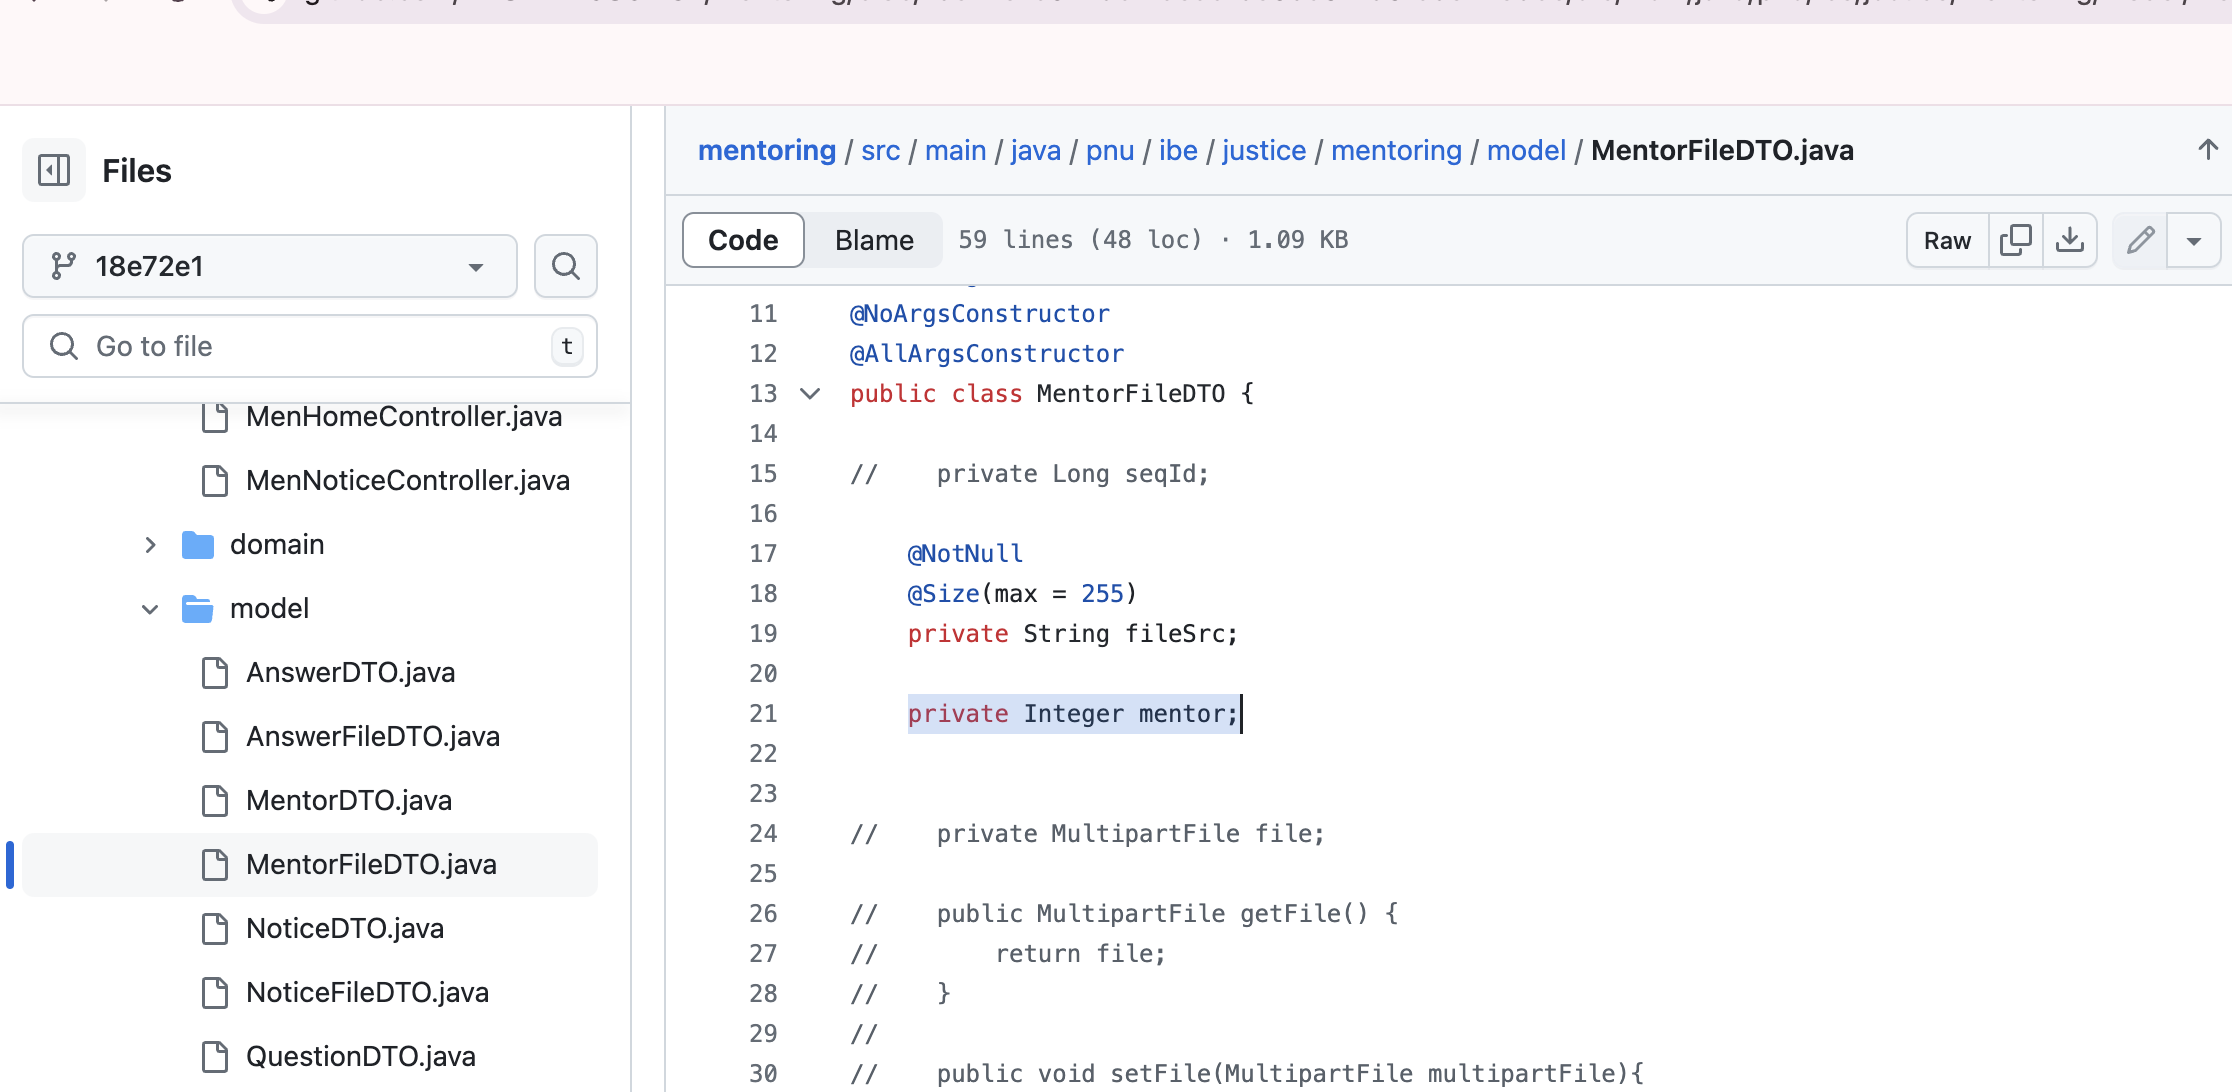 Files
18e72e1
Go to file
t
MenHomeController.java
MenNoticeController.java
domain
model
AnswerDTO.java
AnswerFileDTO.java
MentorDTO.java
MentorFileDTO.java
NoticeDTO.java
NoticeFileDTO.java
QuestionDTO.java
mentoring / src / main / java / pnu / ibe / justice / mentoring / model / MentorFileDTO.java
Code Blame 59 lines (48 loc) · 1.09 KB Raw
11 @NoArgsConstructor
12 @AllArgsConstructor
13 public class MentorFileDTO {
14
15 //    private Long seqId;
16
17     @NotNull
18     @Size(max = 255)
19     private String fileSrc;
20
21     private Integer mentor;
22
23
24 //    private MultipartFile file;
25
26 //    public MultipartFile getFile() {
27 //        return file;
28 //    }
29 //
30 //    public void setFile(MultipartFile multipartFile){